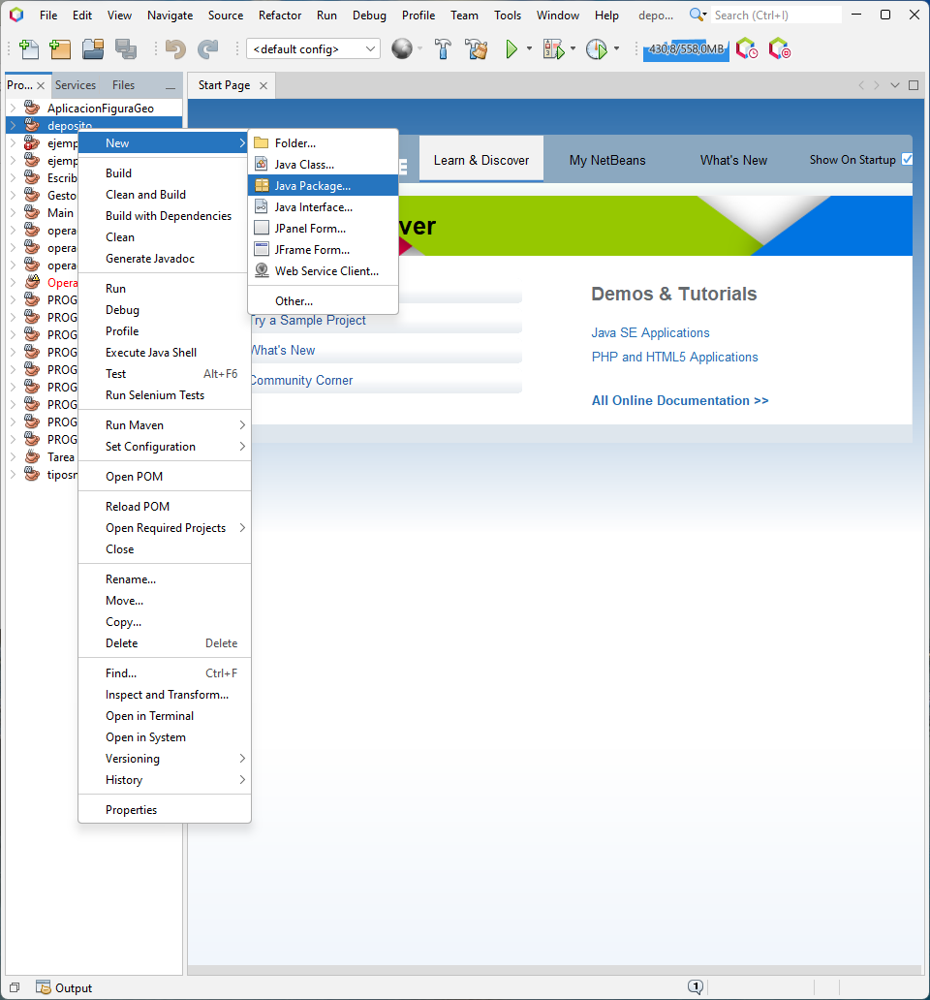 File Edit View Navigate Source Refactor Run Debug Profile Team Tools Window Help depo... Search (Ctrl+I)
<default config> 430,8/558,0MB
Pro... Services Files Start Page
AplicacionFiguraGeo
deposito
ejemp
ejemp
Escrib
Gesto
Main
opera
opera
opera
Opera
PROG
PROG
PROG
PROG
PROG
PROG
PROG
PROG
PROG
Tarea
tiposn
New
Build
Clean and Build
Build with Dependencies
Clean
Generate Javadoc
Run
Debug
Profile
Execute Java Shell
Test Alt+F6
Run Selenium Tests
Run Maven
Set Configuration
Open POM
Reload POM
Open Required Projects
Close
Rename...
Move...
Copy...
Delete Delete
Find... Ctrl+F
Inspect and Transform...
Open in Terminal
Open in System
Versioning
History
Properties
Folder...
Java Class...
Java Package...
Java Interface...
JPanel Form...
JFrame Form...
Web Service Client...
Other...
Learn & Discover My NetBeans What's New Show On Startup
ver
Try a Sample Project
What's New
Community Corner
Demos & Tutorials
Java SE Applications
PHP and HTML5 Applications
All Online Documentation >>
Output 1